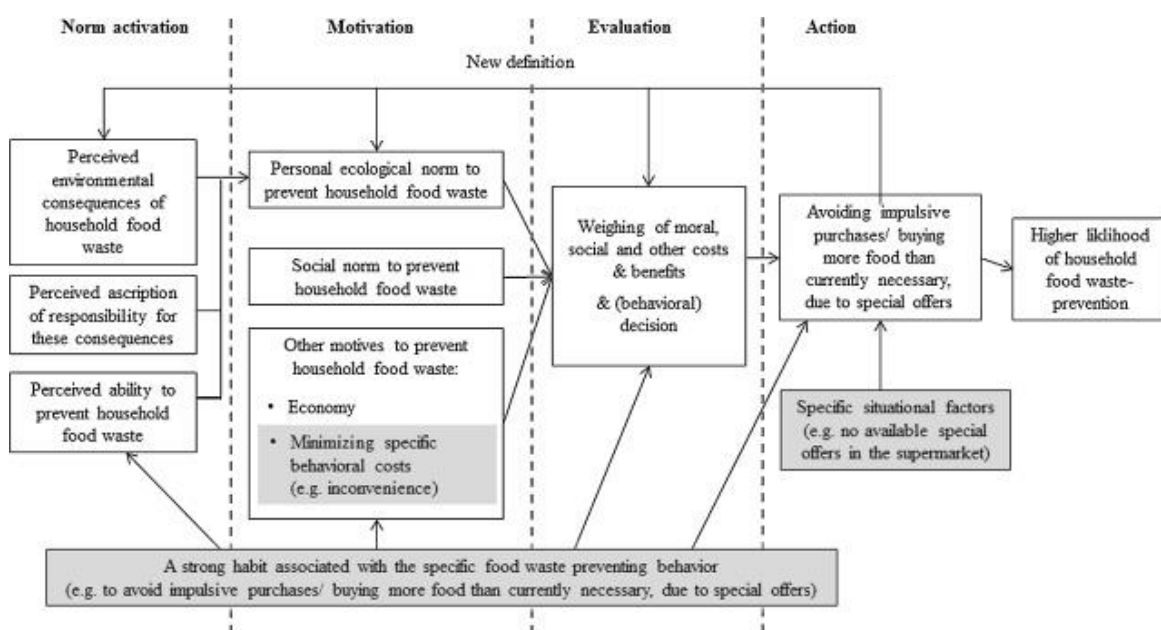 Norm activation
Motivation
Evaluation
Action
New definition
Perceived
environmental
consequences of
household food
waste
Perceived ascription
of responsibility for
these consequences
Perceived ability to
prevent household
food waste
Personal ecological norm to
prevent household food waste
Social norm to prevent
household food waste
Other motives to prevent
household food waste:
• Economy
• Minimizing specific
behavioral costs
(e.g. inconvenience)
Weighing of moral,
social and other costs
& benefits
& (behavioral)
decision
Avoiding impulsive
purchases/ buying
more food than
currently necessary,
due to special offers
Higher liklihood
of household
food waste-
prevention
Specific situational factors
(e.g. no available special
offers in the supermarket)
A strong habit associated with the specific food waste preventing behavior
(e.g. to avoid impulsive purchases/ buying more food than currently necessary, due to special offers)